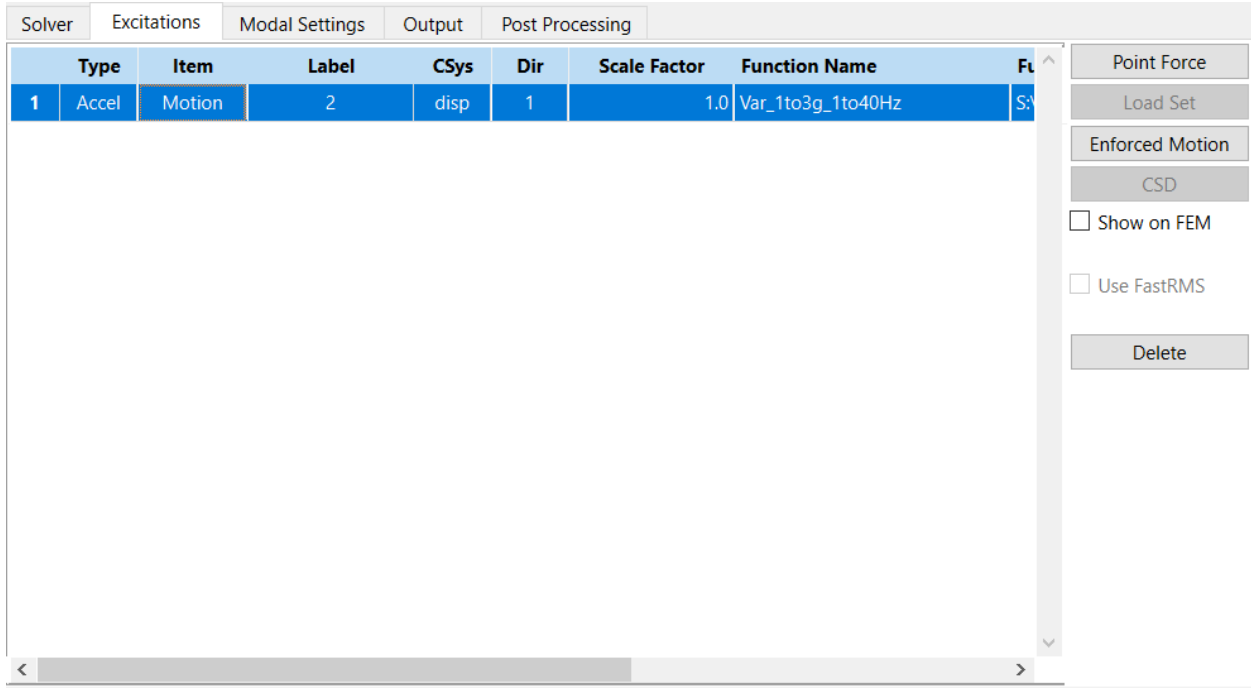 Solver Excitations Modal Settings Output Post Processing
Type Item Label CSys Dir Scale Factor Function Name Fu
1 Accel Motion 2 disp 1 1.0 Var_1to3g_1to40Hz S:\
Point Force
Load Set
Enforced Motion
CSD
Show on FEM
Use FastRMS
Delete